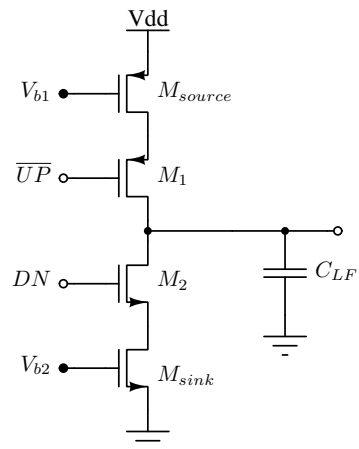 Vdd
V_{b1}
M_{source}
\overline{UP}
M_1
DN
M_2
C_{LF}
V_{b2}
M_{sink}